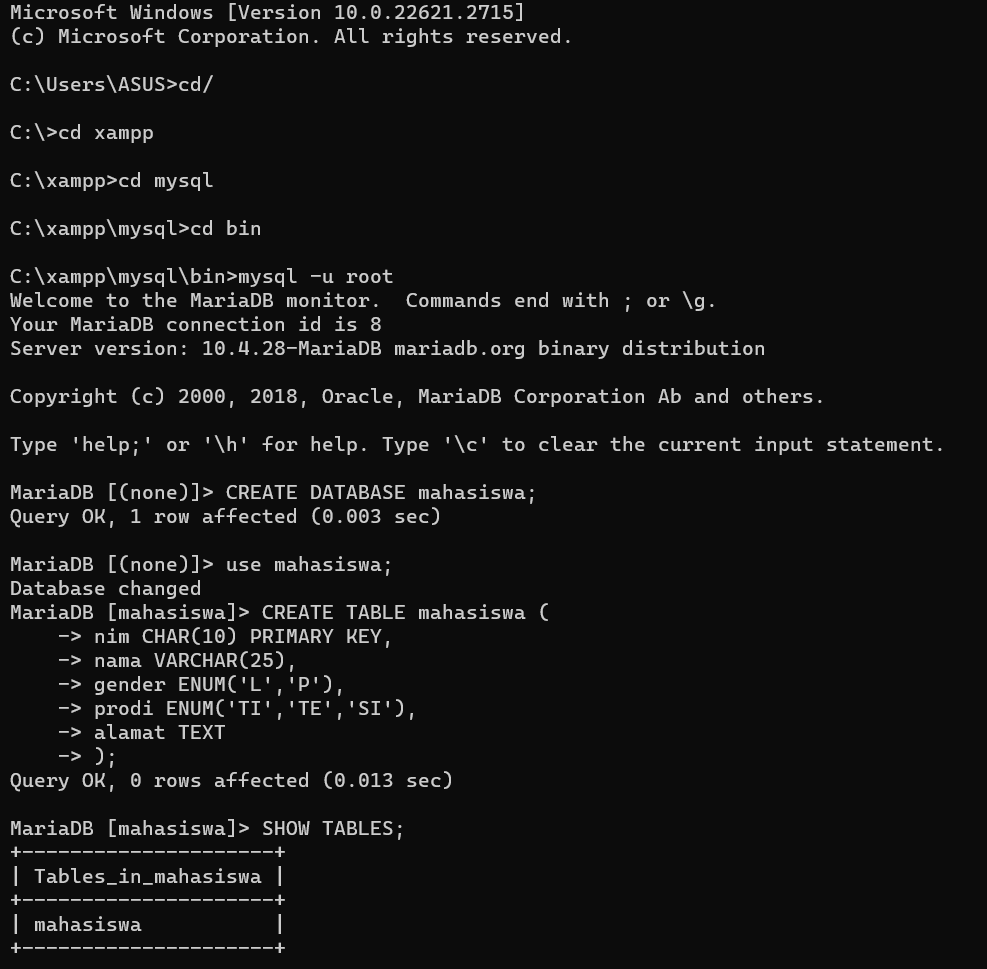 Microsoft Windows [Version 10.0.22621.2715]
(c) Microsoft Corporation. All rights reserved.
C:\Users\ASUS>cd/
C:\>cd xampp
C:\xampp>cd mysql
C:\xampp\mysql>cd bin
C:\xampp\mysql\bin>mysql -u root
Welcome to the MariaDB monitor.  Commands end with ; or \g.
Your MariaDB connection id is 8
Server version: 10.4.28-MariaDB mariadb.org binary distribution
Copyright (c) 2000, 2018, Oracle, MariaDB Corporation Ab and others.
Type 'help;' or '\h' for help. Type '\c' to clear the current input statement.
MariaDB [(none)]> CREATE DATABASE mahasiswa;
Query OK, 1 row affected (0.003 sec)
MariaDB [(none)]> use mahasiswa;
Database changed
MariaDB [mahasiswa]> CREATE TABLE mahasiswa (
    -> nim CHAR(10) PRIMARY KEY,
    -> nama VARCHAR(25),
    -> gender ENUM('L','P'),
    -> prodi ENUM('TI','TE','SI'),
    -> alamat TEXT
    -> );
Query OK, 0 rows affected (0.013 sec)
MariaDB [mahasiswa]> SHOW TABLES;
+---------------------+
| Tables_in_mahasiswa |
+---------------------+
| mahasiswa           |
+---------------------+